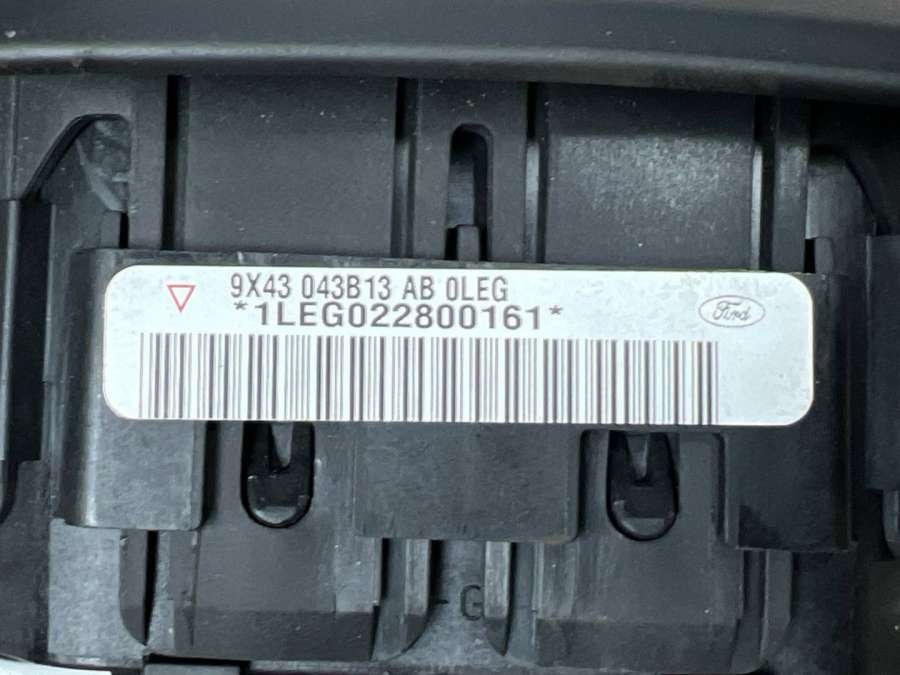 9X43 043B13 AB 0LEG
*1LEG022800161*
Ford
-G